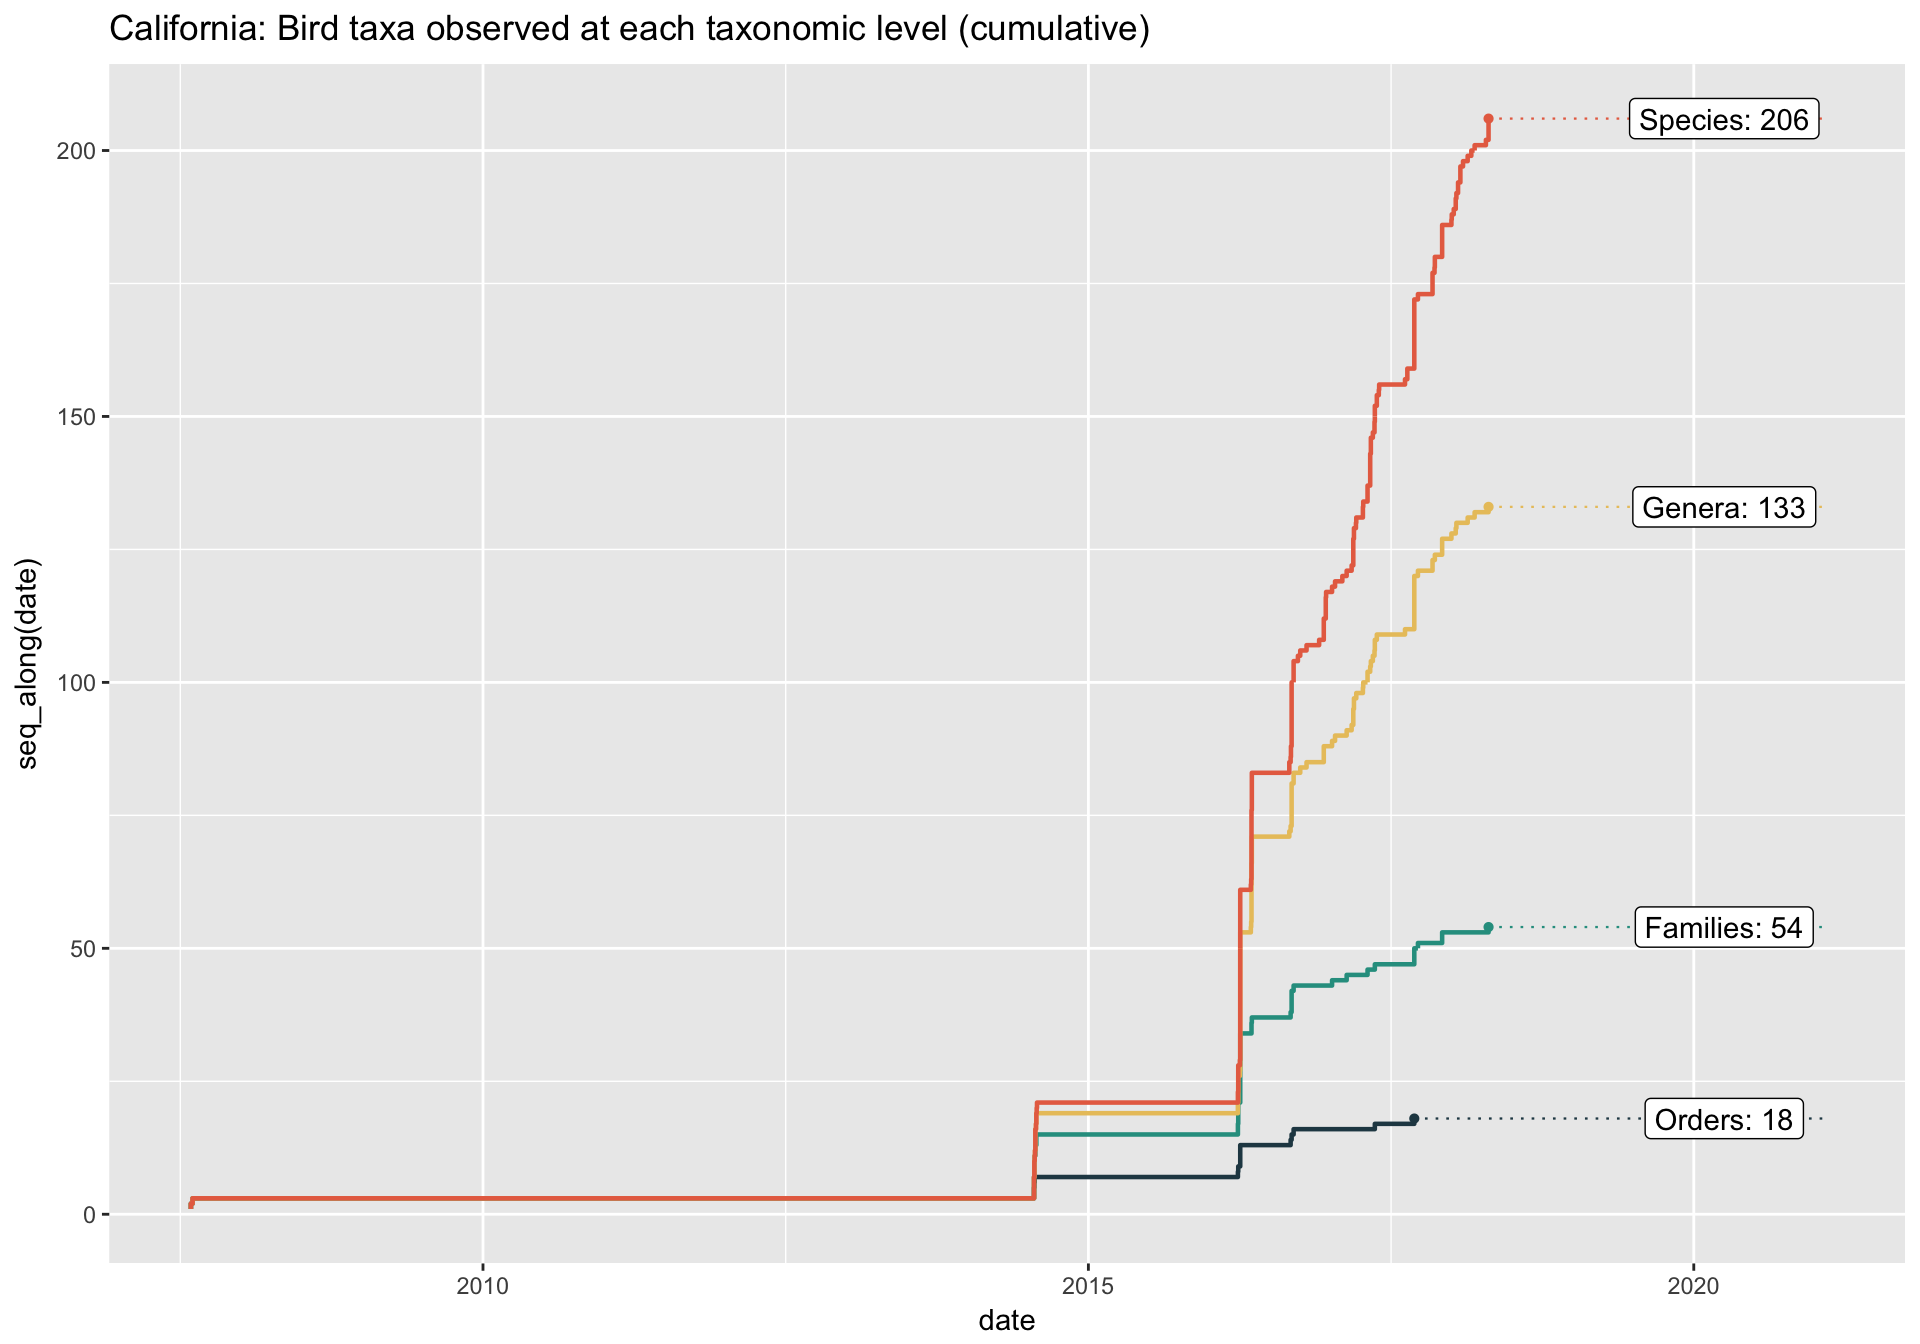 California: Bird taxa observed at each taxonomic level (cumulative)
seq_along(date)
200
150
100
50
0
Species: 206
Genera: 133
Families: 54
Orders: 18
2010
2015
2020
date